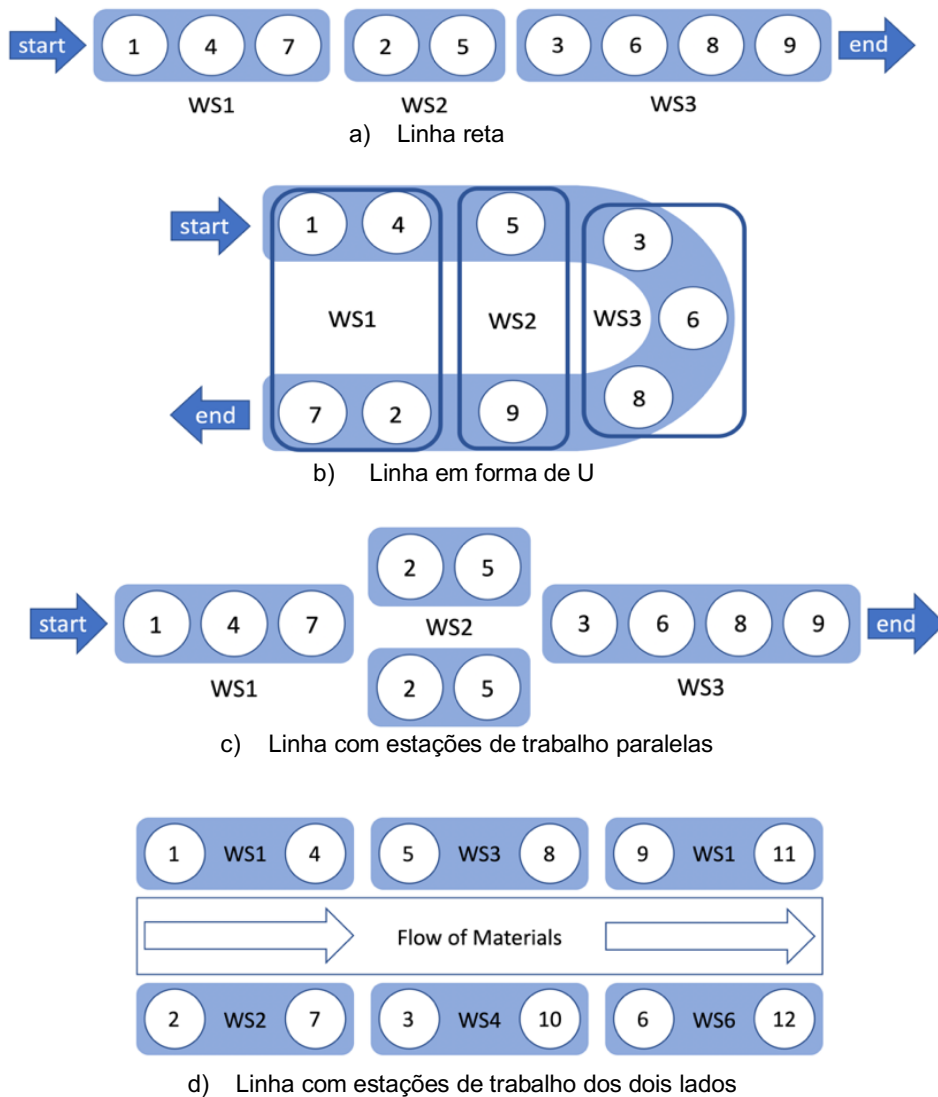 start 1 4 7 2 5 3 6 8 9 end
WS1 WS2 WS3
a) Linha reta
start 1 4 5 3
WS1 WS2 WS3 6
end 7 2 9 8
b) Linha em forma de U
2 5
start 1 4 7 WS2 3 6 8 9 end
WS1 2 5 WS3
c) Linha com estações de trabalho paralelas
1 WS1 4 5 WS3 8 9 WS1 11
Flow of Materials
2 WS2 7 3 WS4 10 6 WS6 12
d) Linha com estações de trabalho dos dois lados